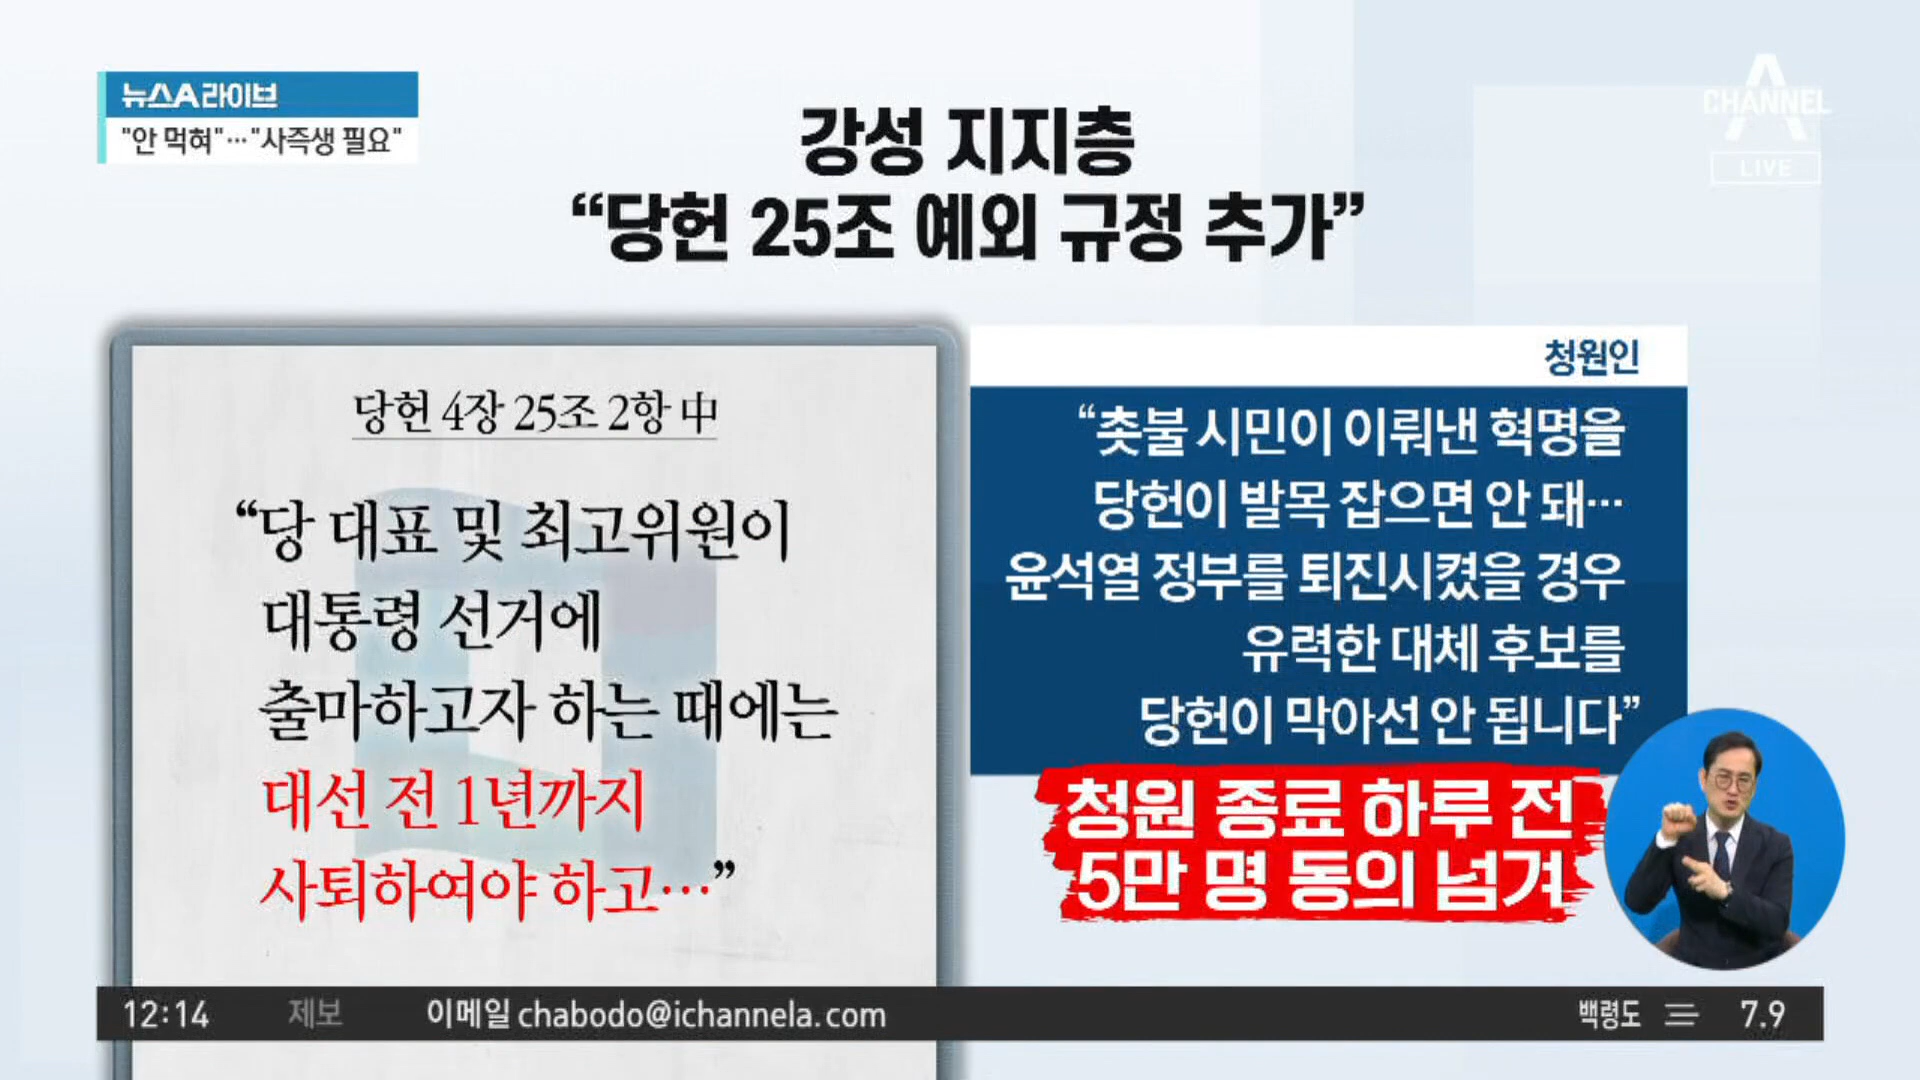 뉴스A라이브
"안 먹혀"…"사즉생 필요"
CHANNEL A
LIVE
강성 지지층
“당헌 25조 예외 규정 추가”
당헌 4장 25조 2항 中
“당 대표 및 최고위원이
대통령 선거에
출마하고자 하는 때에는
대선 전 1년까지
사퇴하여야 하고…”
청원인
“촛불 시민이 이뤄낸 혁명을
당헌이 발목 잡으면 안 돼…
윤석열 정부를 퇴진시켰을 경우
유력한 대체 후보를
당헌이 막아선 안 됩니다”
청원 종료 하루 전
5만 명 동의 넘겨
12:14 제보 이메일 chabodo@ichannela.com 백령도 7.9